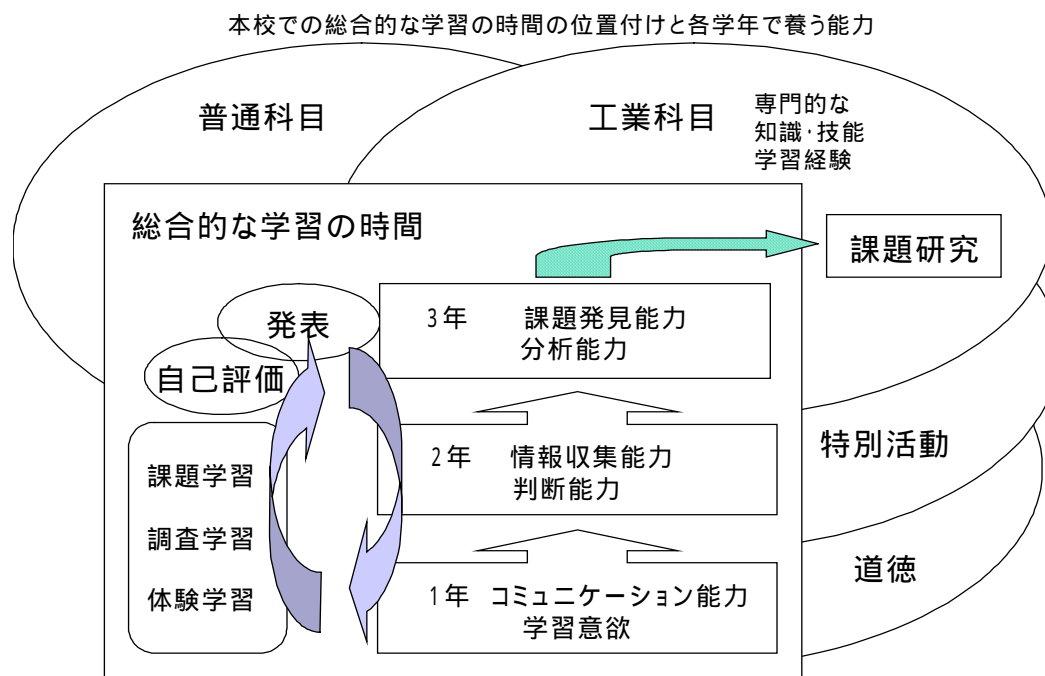 本校での総合的な学習の時間の位置付けと各学年で養う能力
普通科目
工業科目
専門的な
知識・技能
学習経験
総合的な学習の時間
課題研究
発表
自己評価
3年 課題発見能力
分析能力
課題学習
調査学習
体験学習
2年 情報収集能力
判断能力
特別活動
1年 コミュニケーション能力
学習意欲
道徳